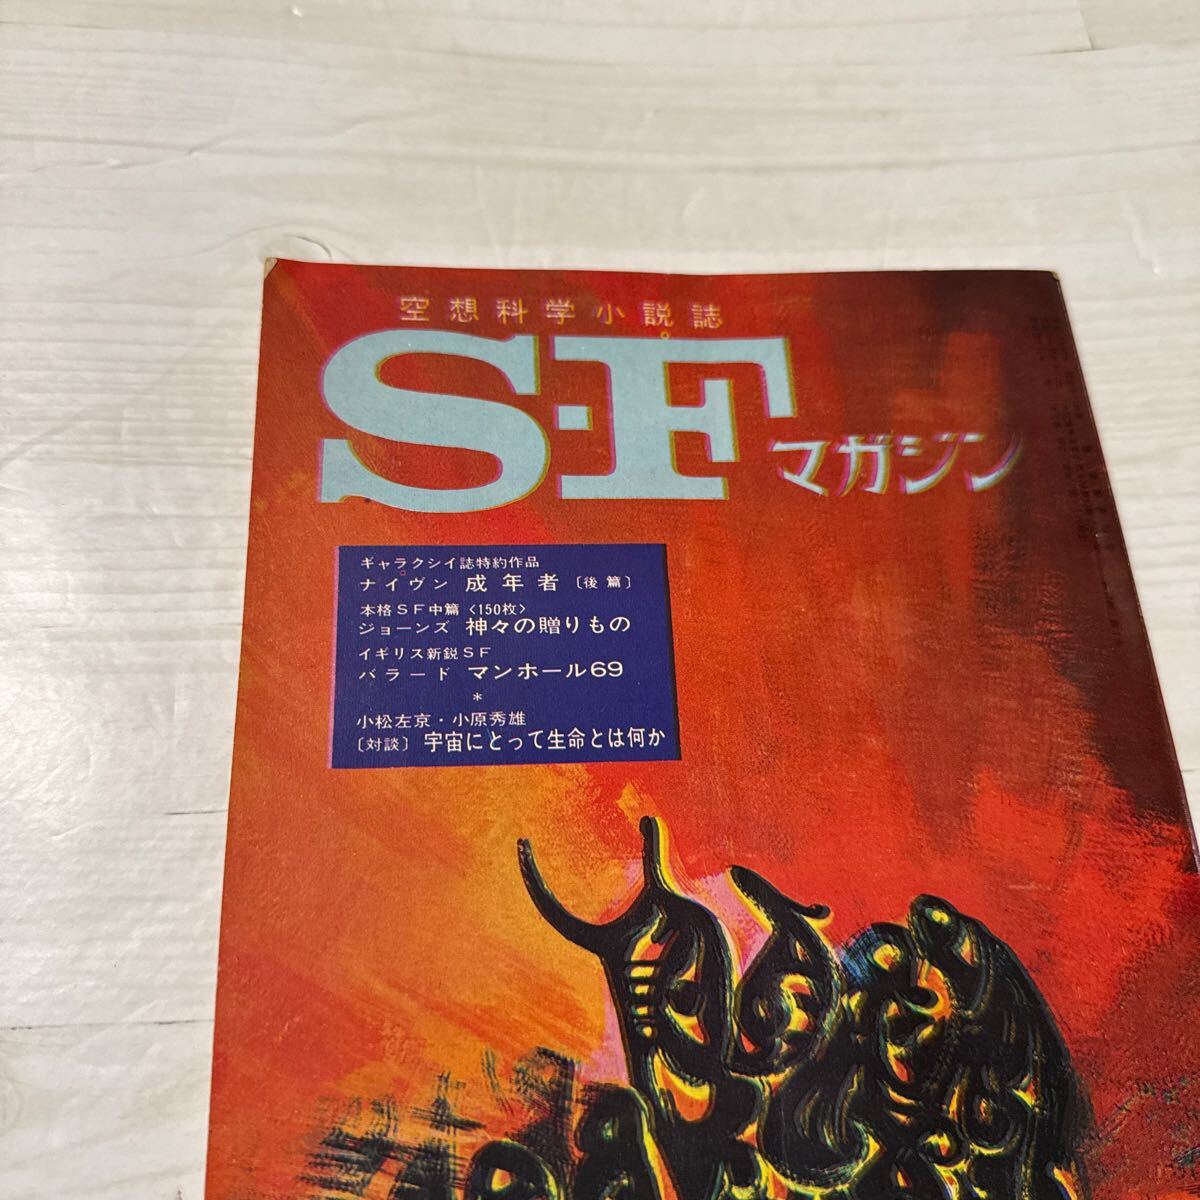 空想科学小説誌
S・F
マガジン
ギャラクシイ誌特約作品
ナイヴン 成年者〔後篇〕
本格SF中篇〈150枚〉
ジョーンズ 神々の贈りもの
イギリス新鋭SF
バラード マンホール69
*
小松左京・小原秀雄
〔対談〕宇宙にとって生命とは何か